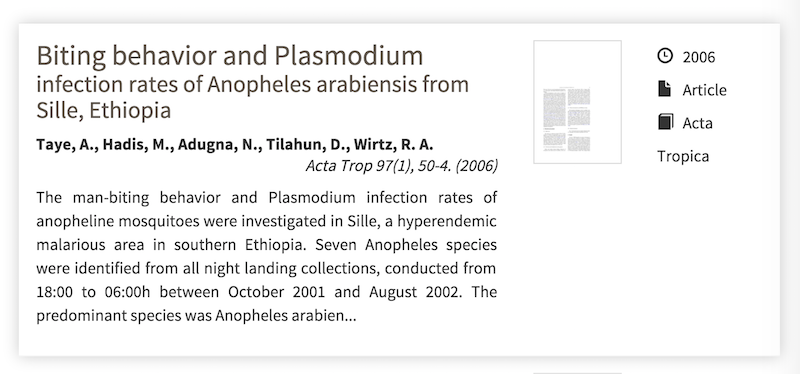 Biting behavior and Plasmodium
infection rates of Anopheles arabiensis from
Sille, Ethiopia
Taye, A., Hadis, M., Adugna, N., Tilahun, D., Wirtz, R. A.
Acta Trop 97(1), 50-4. (2006)
The man-biting behavior and Plasmodium infection rates of
anopheline mosquitoes were investigated in Sille, a hyperendemic
malarious area in southern Ethiopia. Seven Anopheles species
were identified from all night landing collections, conducted from
18:00 to 06:00h between October 2001 and August 2002. The
predominant species was Anopheles arabien...
2006
Article
Acta
Tropica